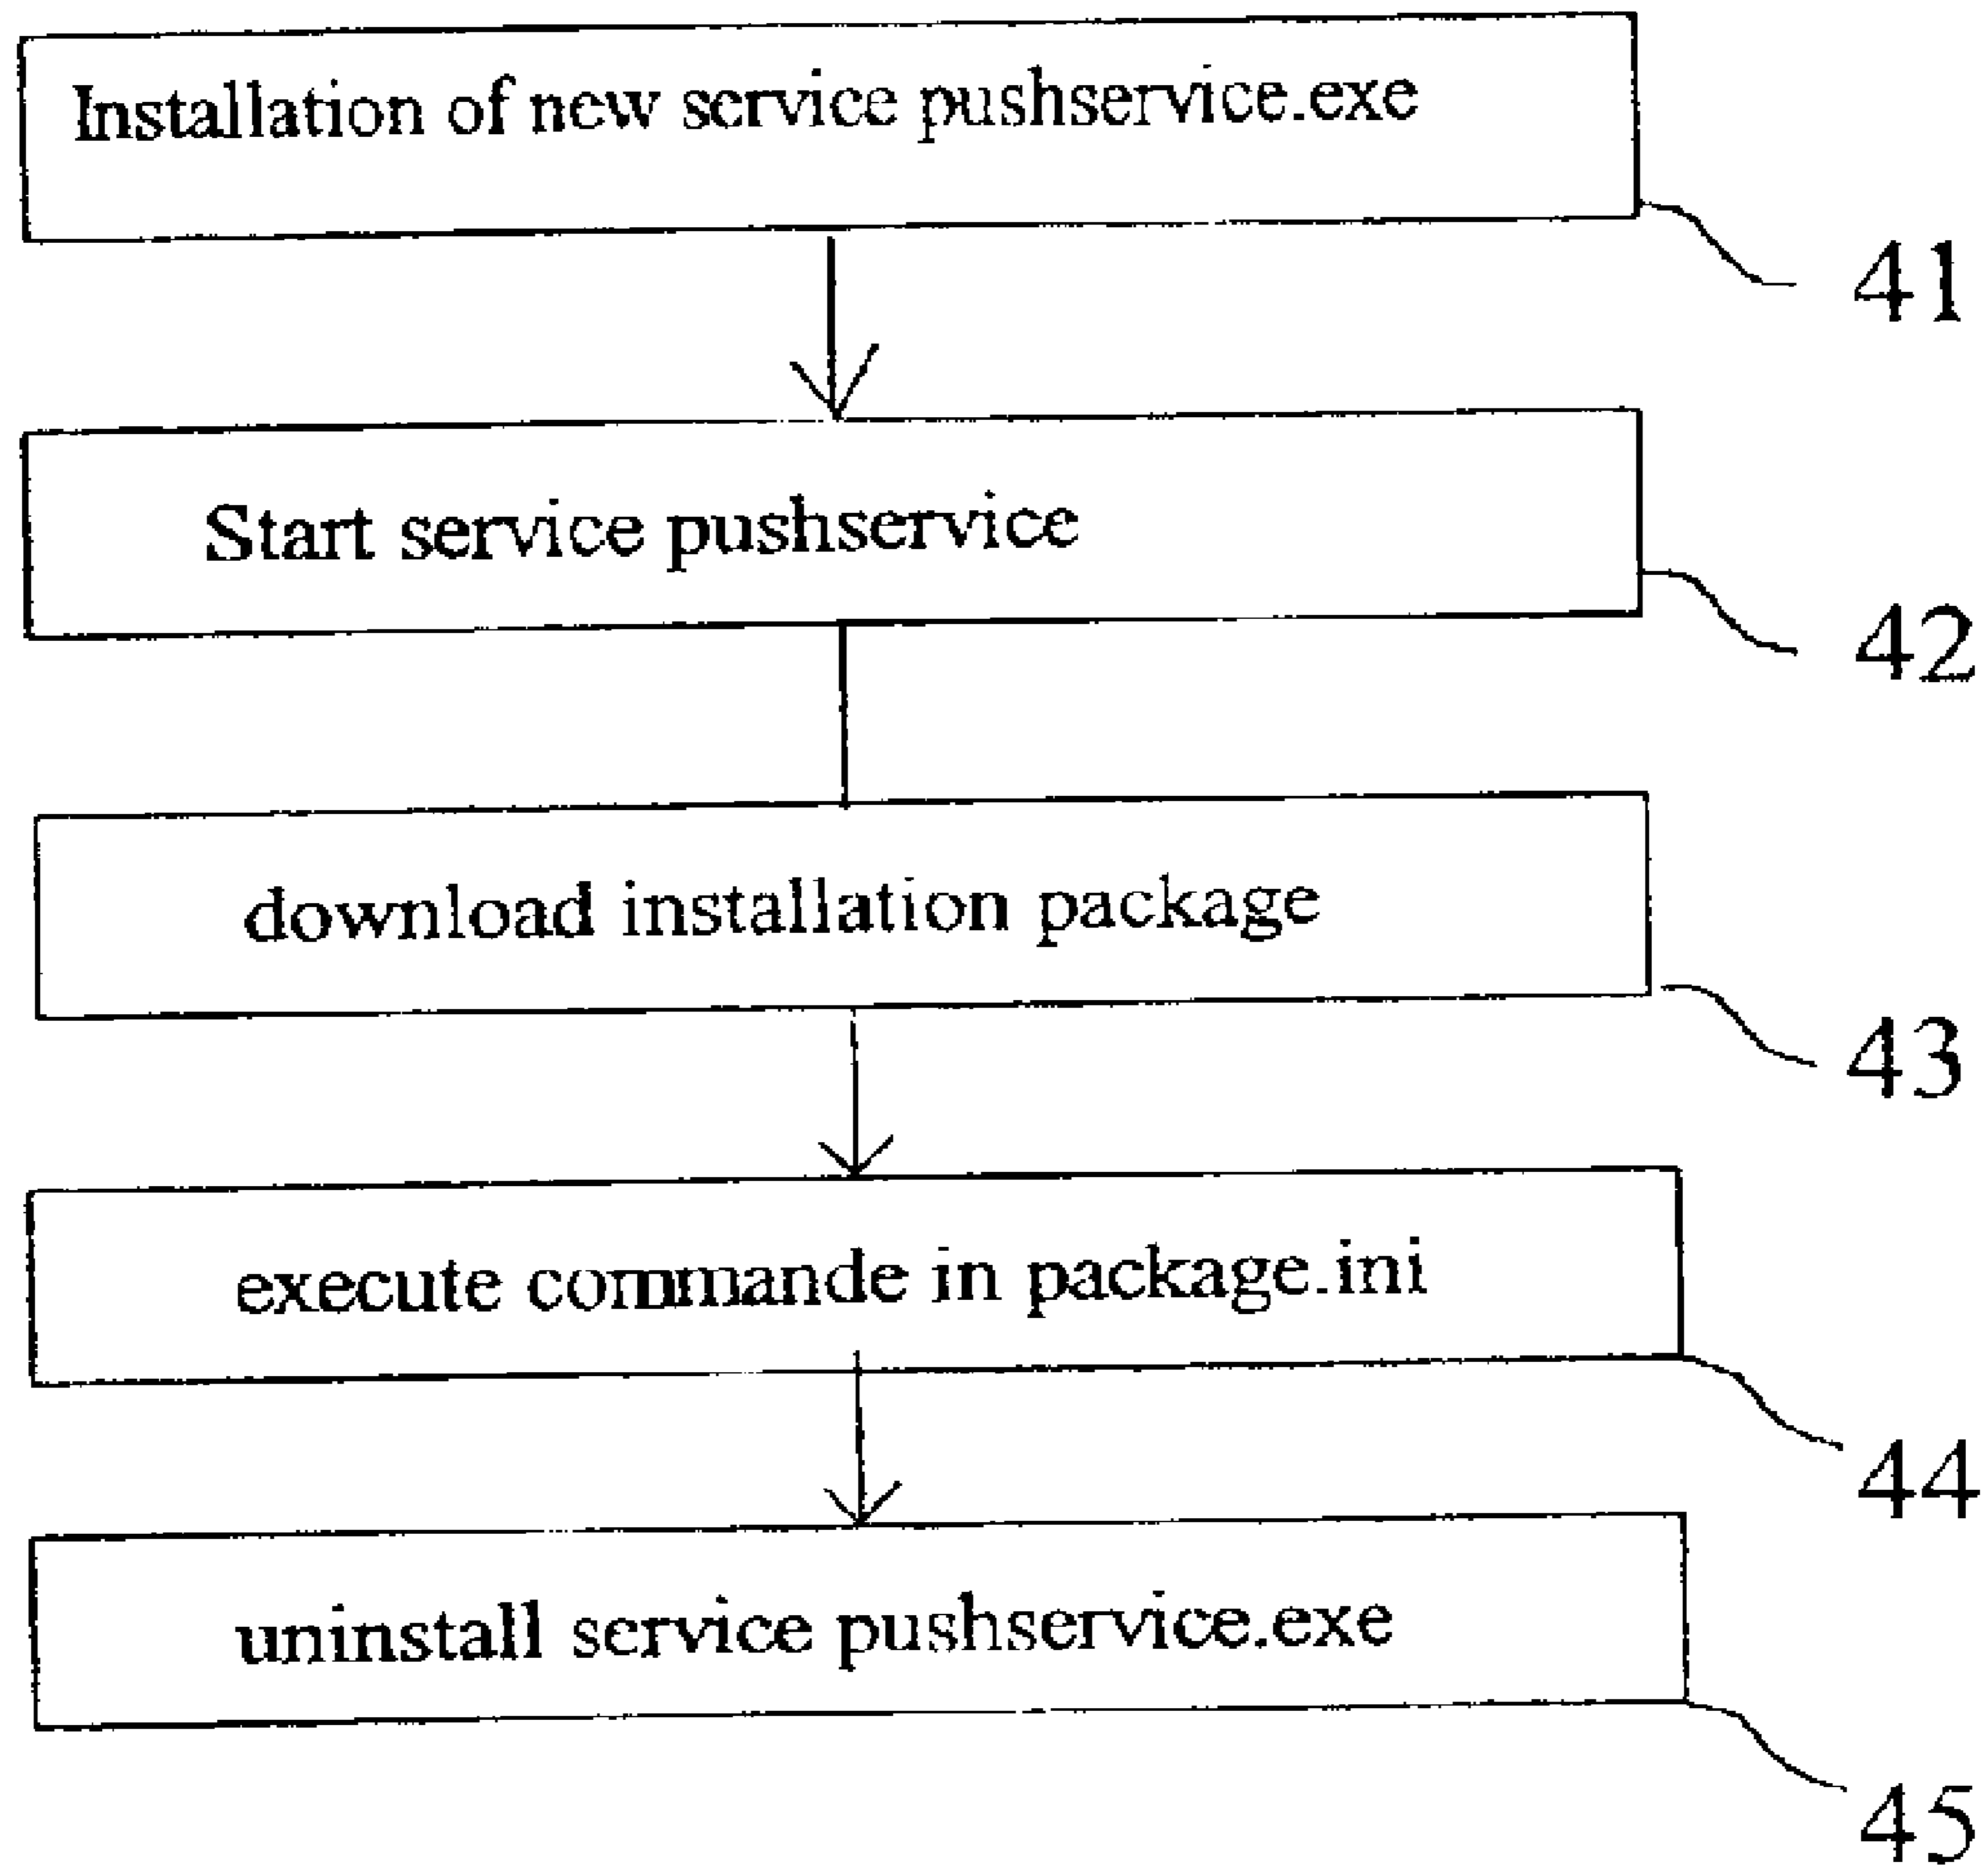 Installation of new service pushservice.exe
41
Start service pushservice
42
download installation package
43
execute commande in package.ini
44
uninstall service pushservice.exe
45